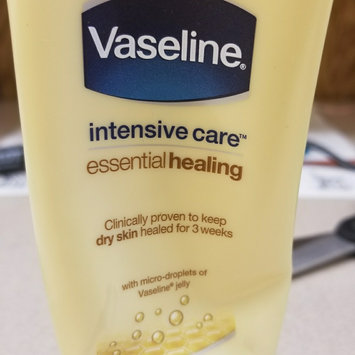 Vaseline®
intensive care™
essential healing
Clinically proven to keep
dry skin healed for 3 weeks
with micro-droplets of
Vaseline® jelly